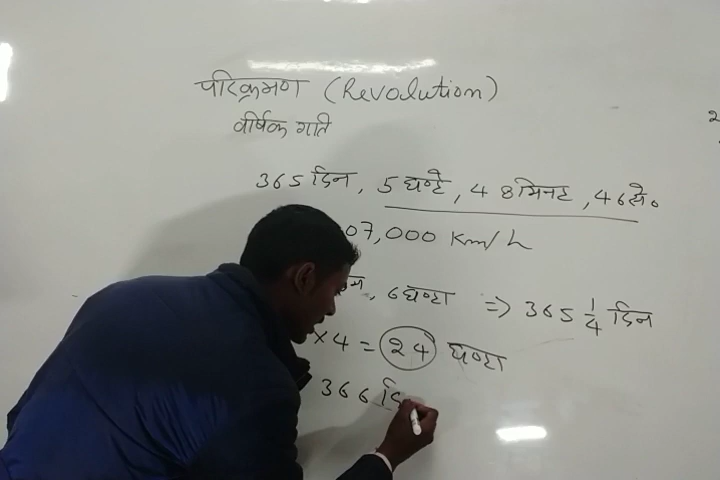 परिक्रमण (Revolution)
वार्षिक गति
365 दिन, 5 घण्टे, 48 मिनट, 46 से०
07,000 Km/h
, 6 घण्टा ⇒ 365 1/4 दिन
×4 = 24 घण्टा
366 दि